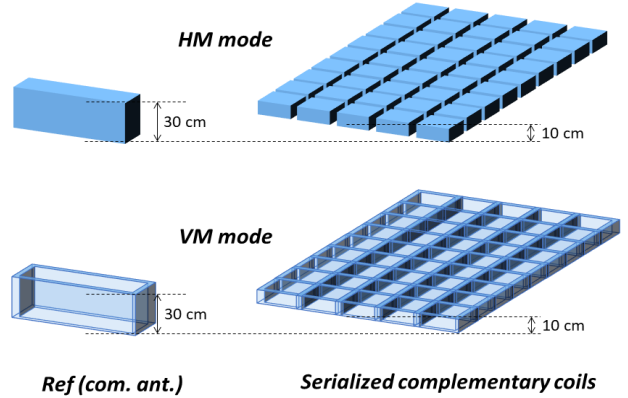 HM mode
30 cm
10 cm
VM mode
30 cm
10 cm
Ref (com. ant.)
Serialized complementary coils